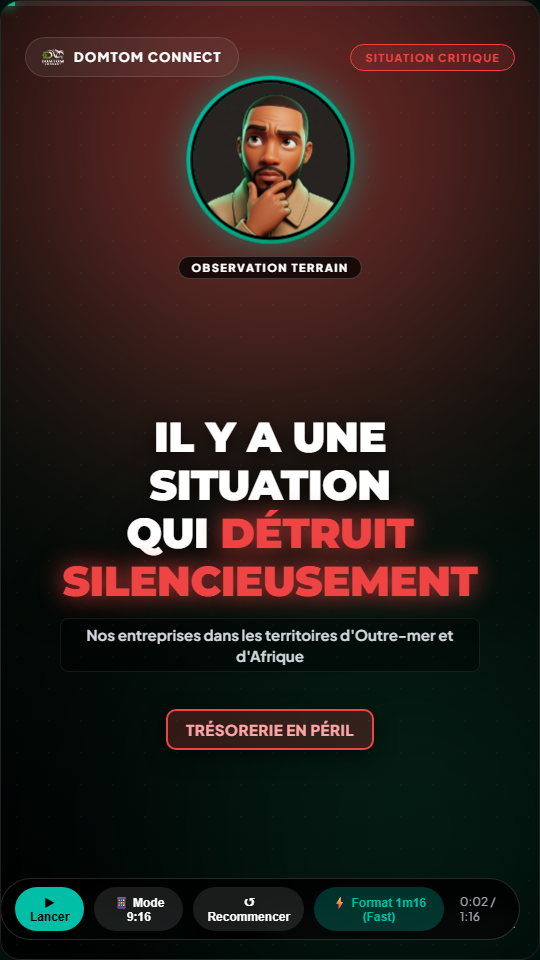 DOMTOM CONNECT
SITUATION CRITIQUE
OBSERVATION TERRAIN
IL Y A UNE
SITUATION
QUI DÉTRUIT
SILENCIEUSEMENT
Nos entreprises dans les territoires d'Outre-mer et
d'Afrique
TRÉSORERIE EN PÉRIL
▶
Lancer
Mode
9:16
↺
Recommencer
⚡ Format 1m16
(Fast)
0:02 /
1:16